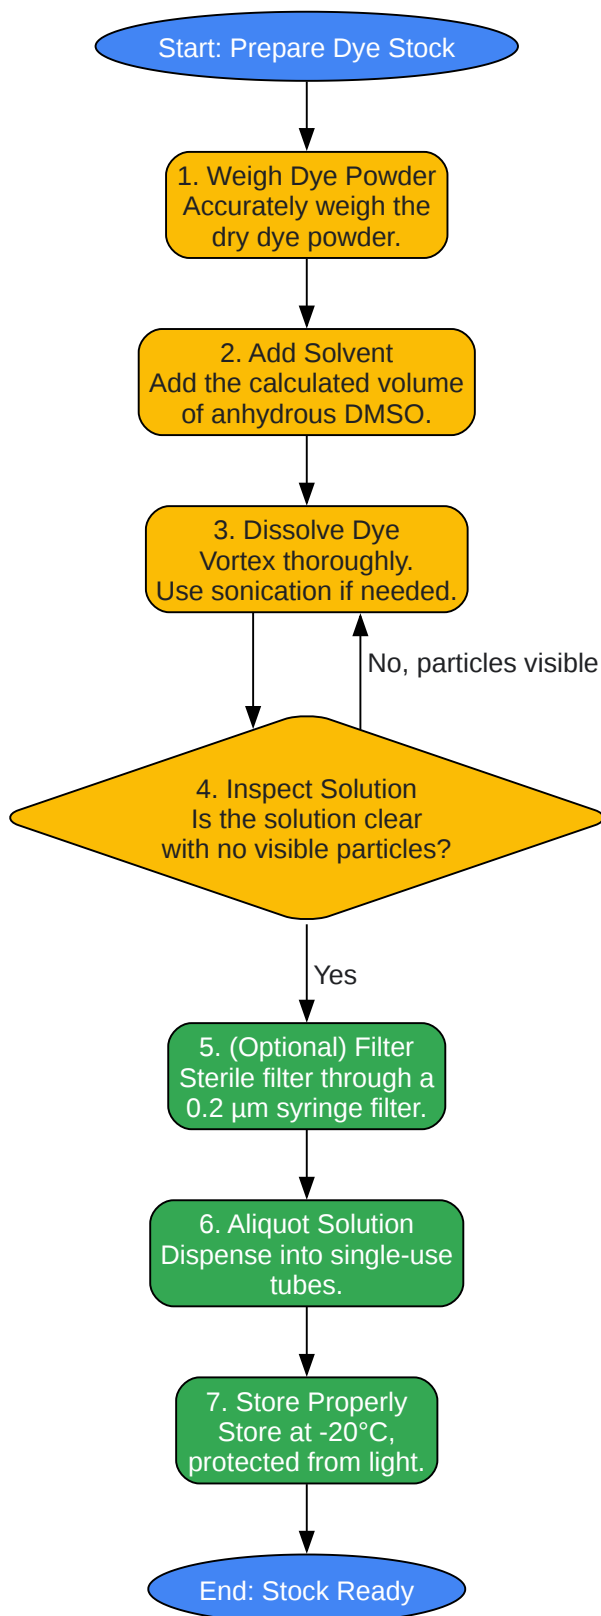 Start: Prepare Dye Stock
1. Weigh Dye Powder
Accurately weigh the
dry dye powder.
2. Add Solvent
Add the calculated volume
of anhydrous DMSO.
3. Dissolve Dye
Vortex thoroughly.
Use sonication if needed.
No, particles visible
4. Inspect Solution
Is the solution clear
with no visible particles?
Yes
5. (Optional) Filter
Sterile filter through a
0.2 µm syringe filter.
6. Aliquot Solution
Dispense into single-use
tubes.
7. Store Properly
Store at -20°C,
protected from light.
End: Stock Ready